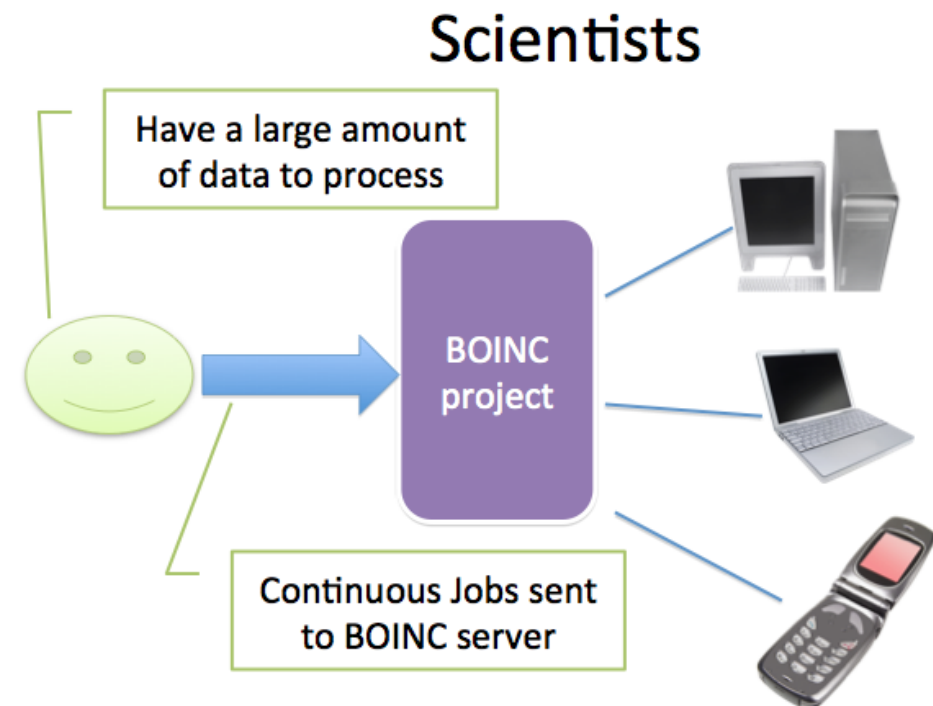 Scientists
Have a large amount
of data to process
BOINC
project
Continuous Jobs sent
to BOINC server